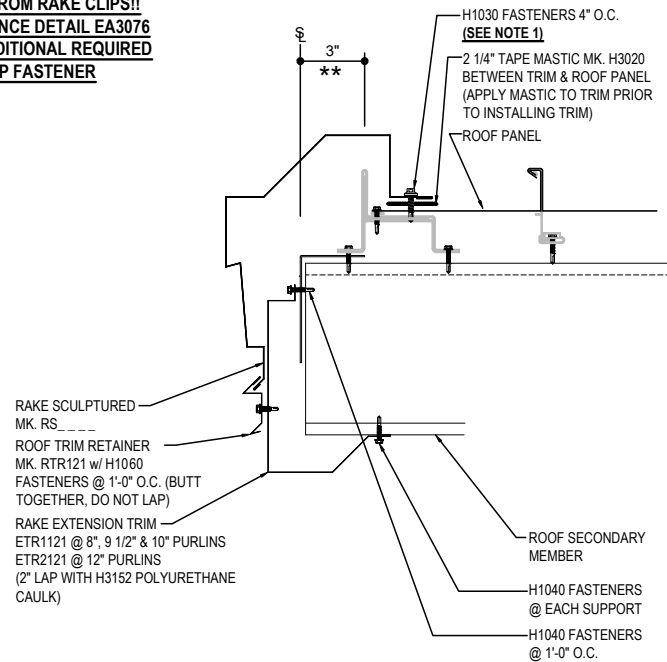 ROM RAKE CLIPS!!
NCE DETAIL EA3076
DITIONAL REQUIRED
P FASTENER
3"
**
H1030 FASTENERS 4" O.C.
(SEE NOTE 1)
2 1/4" TAPE MASTIC MK. H3020
BETWEEN TRIM & ROOF PANEL
(APPLY MASTIC TO TRIM PRIOR
TO INSTALLING TRIM)
ROOF PANEL
RAKE SCULPTURED
MK. RS_ _ _ _
ROOF TRIM RETAINER
MK. RTR121 w/ H1060
FASTENERS @ 1'-0" O.C. (BUTT
TOGETHER, DO NOT LAP)
RAKE EXTENSION TRIM
ETR1121 @ 8", 9 1/2" & 10" PURLINS
ETR2121 @ 12" PURLINS
(2" LAP WITH H3152 POLYURETHANE
CAULK)
ROOF SECONDARY
MEMBER
H1040 FASTENERS
@ EACH SUPPORT
H1040 FASTENERS
@ 1'-0" O.C.